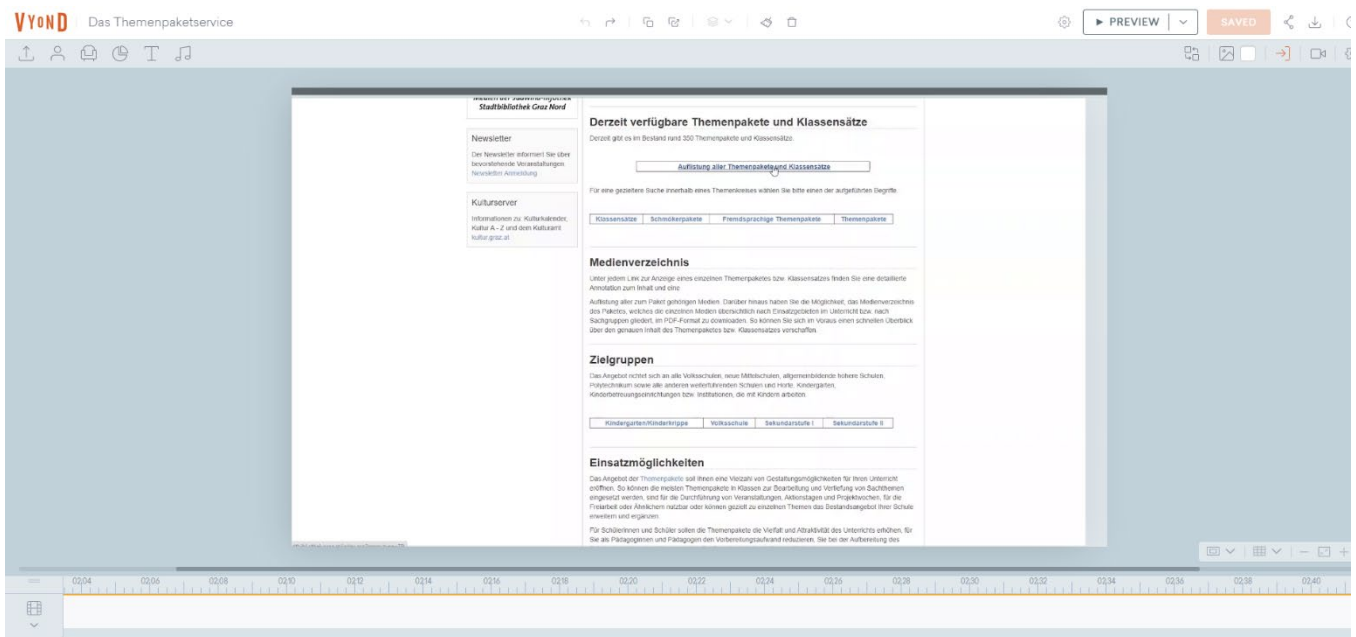 VYOND Das Themenpaketservice
PREVIEW
SAVED
Stadtbibliothek Graz Nord
Newsletter
Der Newsletter informiert Sie über
bevorstehende Veranstaltungen.
Newsletter Anmeldung
Kulturserver
Informationen zu: Kulturkalender,
Kultur A - Z und dem Kulturamt
kultur.graz.at
Derzeit verfügbare Themenpakete und Klassensätze
Derzeit gibt es im Bestand rund 350 Themenpakete und Klassensätze.
Auflistung aller Themenpakete und Klassensätze
Für eine gezieltere Suche innerhalb eines Themenkreises wählen Sie bitte einen der aufgeführten Begriffe.
Klassensätze Schmökerpakete Fremdsprachige Themenpakete Themenpakete
Medienverzeichnis
Unter jedem Link zur Anzeige eines einzelnen Themenpaketes bzw. Klassensatzes finden Sie eine detaillierte
Annotation zum Inhalt und eine
Auflistung aller zum Paket gehörigen Medien. Darüber hinaus haben Sie die Möglichkeit, das Medienverzeichnis
des Paketes, welches die einzelnen Medien übersichtlich nach Einsatzgebieten im Unterricht bzw. nach
Sachgruppen gliedert, im PDF-Format zu downloaden. So können Sie sich im Voraus einen schnellen Überblick
über den genauen Inhalt des Themenpaketes bzw. Klassensatzes verschaffen.
Zielgruppen
Das Angebot richtet sich an alle Volksschulen, neue Mittelschulen, allgemeinbildende höhere Schulen,
Polytechnikum sowie alle anderen weiterführenden Schulen und Horte, Kindergärten,
Kinderbetreuungseinrichtungen bzw. Institutionen, die mit Kindern arbeiten.
Kindergarten/Kinderkrippe Volksschule Sekundarstufe I Sekundarstufe II
Einsatzmöglichkeiten
Das Angebot der Themenpakete soll Ihnen eine Vielzahl von Gestaltungsmöglichkeiten für Ihren Unterricht
eröffnen. So können die meisten Themenpakete in Klassen zur Bearbeitung und Vertiefung von Sachthemen
eingesetzt werden, sind für die Durchführung von Veranstaltungen, Aktionstagen und Projektwochen, für die
Freiarbeit oder Ähnlichem nutzbar oder können gezielt zu einzelnen Themen das Bestandsangebot Ihrer Schule
erweitern und ergänzen.
Für Schülerinnen und Schüler sollen die Themenpakete die Vielfalt und Attraktivität des Unterrichts erhöhen, für
Sie als Pädagoginnen und Pädagogen den Vorbereitungsaufwand reduzieren, Sie bei der Aufbereitung des
02:04 02:06 02:08 02:10 02:12 02:14 02:16 02:18 02:20 02:22 02:24 02:26 02:28 02:30 02:32 02:34 02:36 02:38 02:40